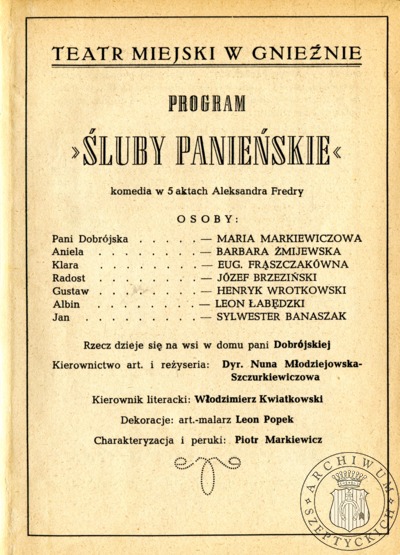 TEATR MIEJSKI W GNIEŹNIE
PROGRAM
»ŚLUBY PANIEŃSKIE«
komedia w 5 aktach Aleksandra Fredry
OSOBY:
Pani Dobrójska . . . . . — MARIA MARKIEWICZOWA
Aniela . . . . . . . — BARBARA ŻMIJEWSKA
Klara . . . . . . . — EUG. FRĄSZCZAKÓWNA
Radost . . . . . . . — JÓZEF BRZEZIŃSKI
Gustaw . . . . . . . — HENRYK WROTKOWSKI
Albin . . . . . . . — LEON ŁABĘDZKI
Jan . . . . . . . — SYLWESTER BANASZAK
Rzecz dzieje się na wsi w domu pani Dobrójskiej
Kierownictwo art. i reżyseria: Dyr. Nuna Młodziejowska-
Szczurkiewiczowa
Kierownik literacki: Włodzimierz Kwiatkowski
Dekoracje: art.-malarz Leon Popek
Charakteryzacja i peruki: Piotr Markiewicz
ARCHIWUM
SZEPTYCKICH